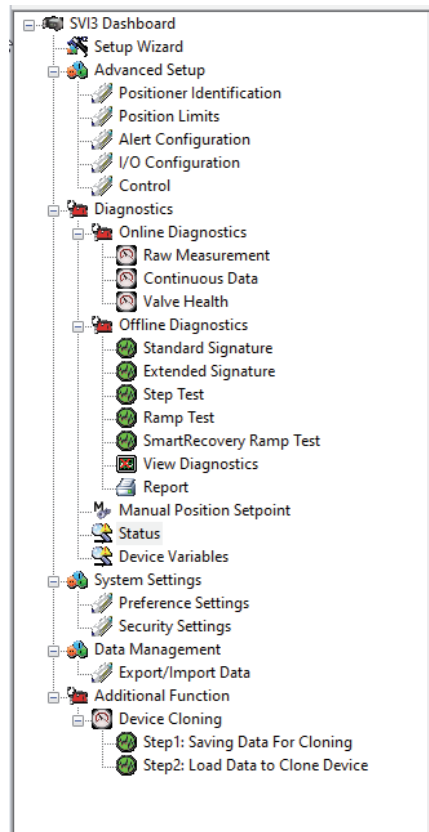 SVI3 Dashboard
Setup Wizard
Advanced Setup
Positioner Identification
Position Limits
Alert Configuration
I/O Configuration
Control
Diagnostics
Online Diagnostics
Raw Measurement
Continuous Data
Valve Health
Offline Diagnostics
Standard Signature
Extended Signature
Step Test
Ramp Test
SmartRecovery Ramp Test
View Diagnostics
Report
Manual Position Setpoint
Status
Device Variables
System Settings
Preference Settings
Security Settings
Data Management
Export/Import Data
Additional Function
Device Cloning
Step1: Saving Data For Cloning
Step2: Load Data to Clone Device